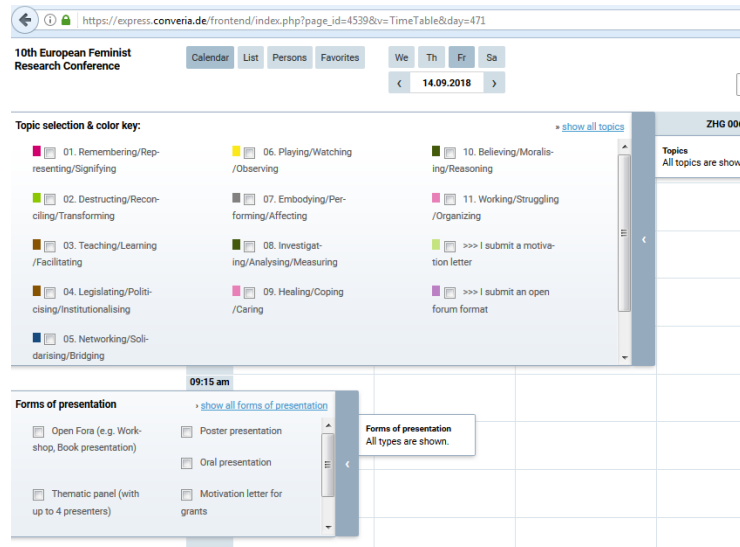 https://express.converia.de/frontend/index.php?page_id=4539&v=TimeTable&day=471
10th European Feminist
Research Conference
Calendar List Persons Favorites
We Th Fr Sa
14.09.2018
Topic selection & color key:
» show all topics
01. Remembering/Rep-
resenting/Signifying
02. Destructing/Recon-
ciling/Transforming
03. Teaching/Learning
/Facilitating
04. Legislating/Politi-
cising/Institutionalising
05. Networking/Soli-
darising/Bridging
06. Playing/Watching
/Observing
07. Embodying/Per-
forming/Affecting
08. Investigat-
ing/Analysing/Measuring
09. Healing/Coping
/Caring
10. Believing/Moralis-
ing/Reasoning
11. Working/Struggling
/Organizing
>>> I submit a motiva-
tion letter
>>> I submit an open
forum format
ZHG
Topics
All topics are
09:15 am
Forms of presentation
› show all forms of presentation
Open Fora (e.g. Work-
shop, Book presentation)
Thematic panel (with
up to 4 presenters)
Poster presentation
Oral presentation
Motivation letter for
grants
Forms of presentation
All types are shown.